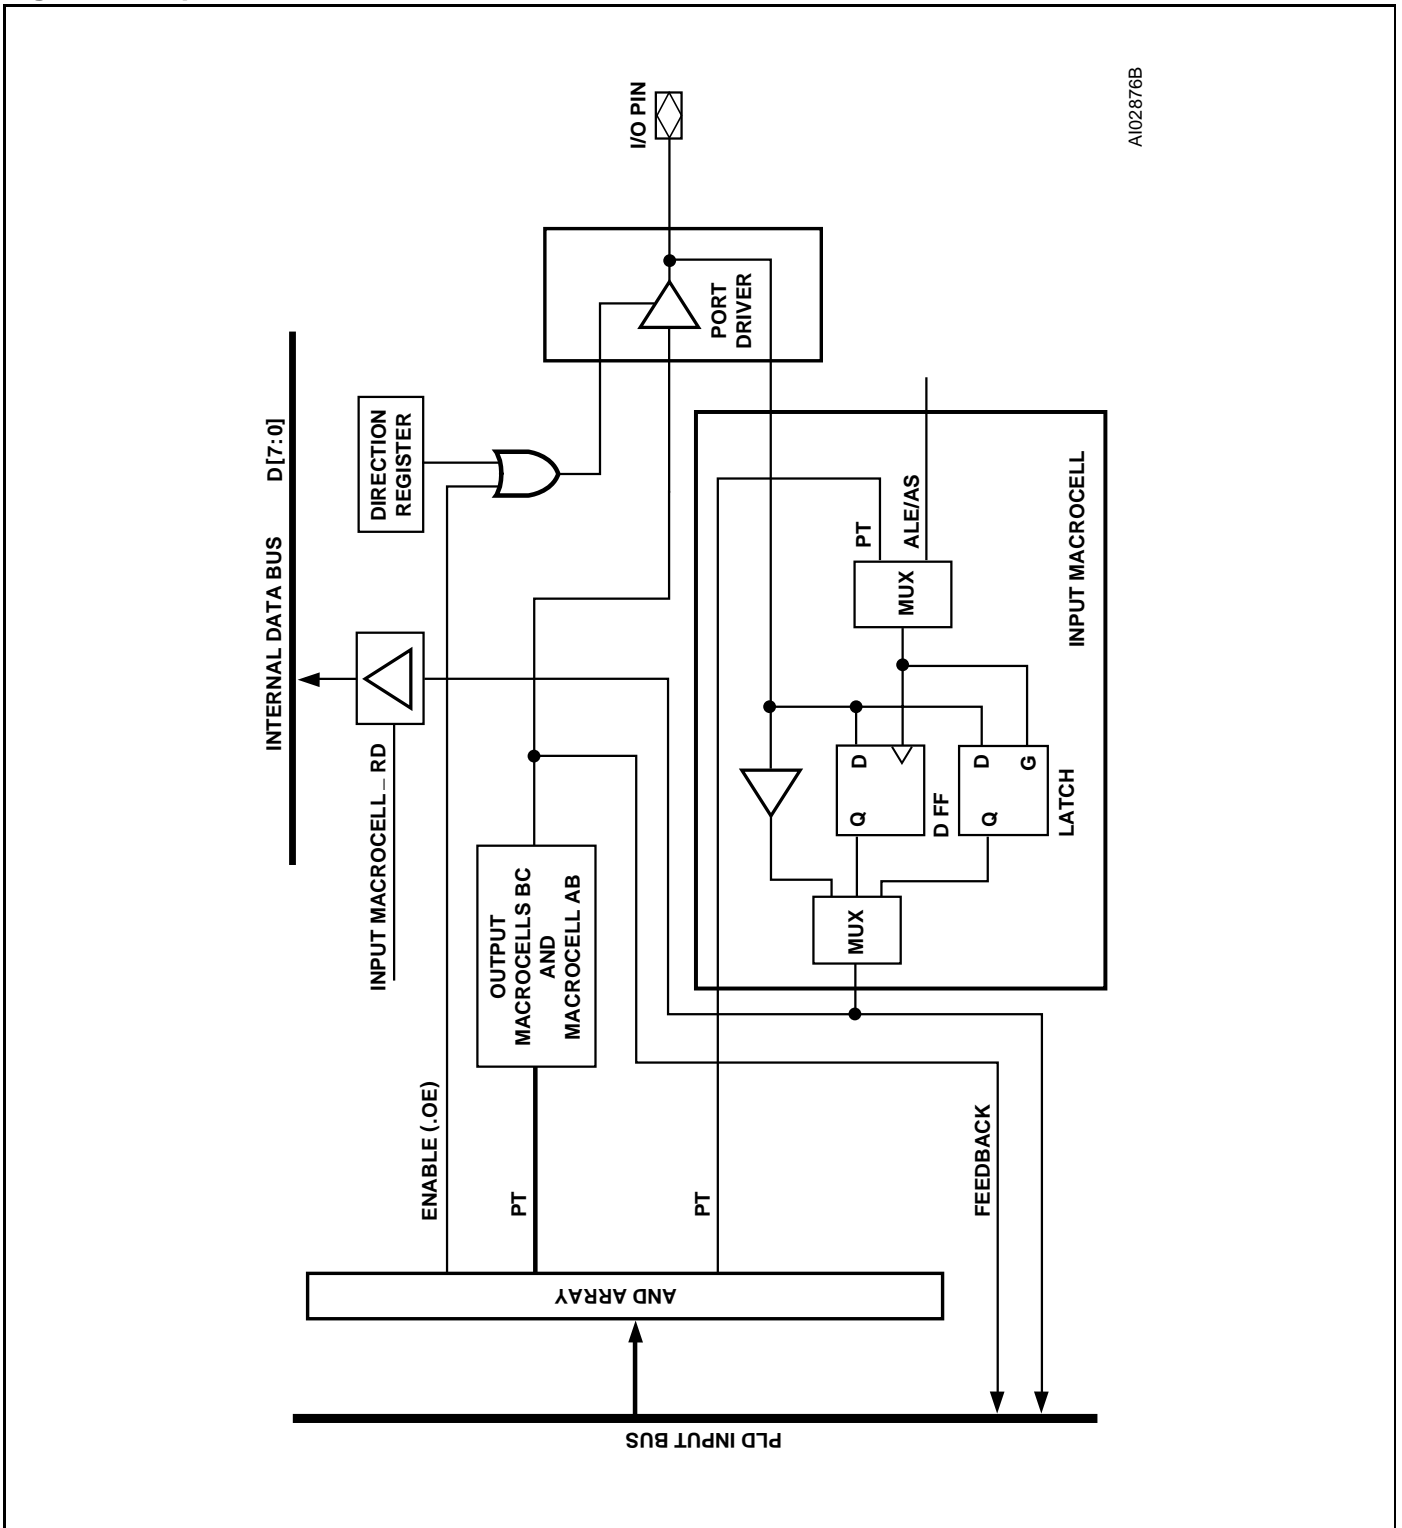 INTERNAL DATA BUS D[7:0]
DIRECTION
REGISTER
INPUT MACROCELL _ RD
ENABLE (.OE)
OUTPUT
MACROCELLS BC
AND
MACROCELL AB
PT
I/O PIN
PORT
DRIVER
PT
AND ARRAY
PLD INPUT BUS
MUX
D
Q
D FF
PT
ALE/AS
MUX
D
G
Q
LATCH
FEEDBACK
INPUT MACROCELL
AI02876B